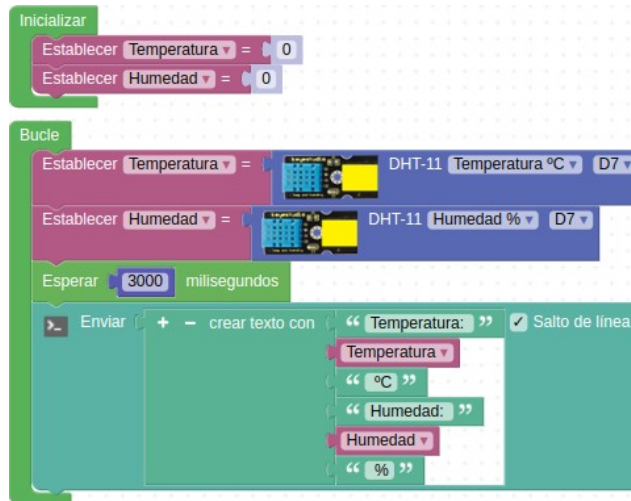 Inicializar
Establecer Temperatura = 0
Establecer Humedad = 0
Bucle
Establecer Temperatura = DHT-11 Temperatura ºC D7
Establecer Humedad = DHT-11 Humedad % D7
Esperar 3000 milisegundos
>_ Enviar + − crear texto con “ Temperatura: ” ✓ Salto de línea
Temperatura
“ ºC ”
“ Humedad: ”
Humedad
“ % ”